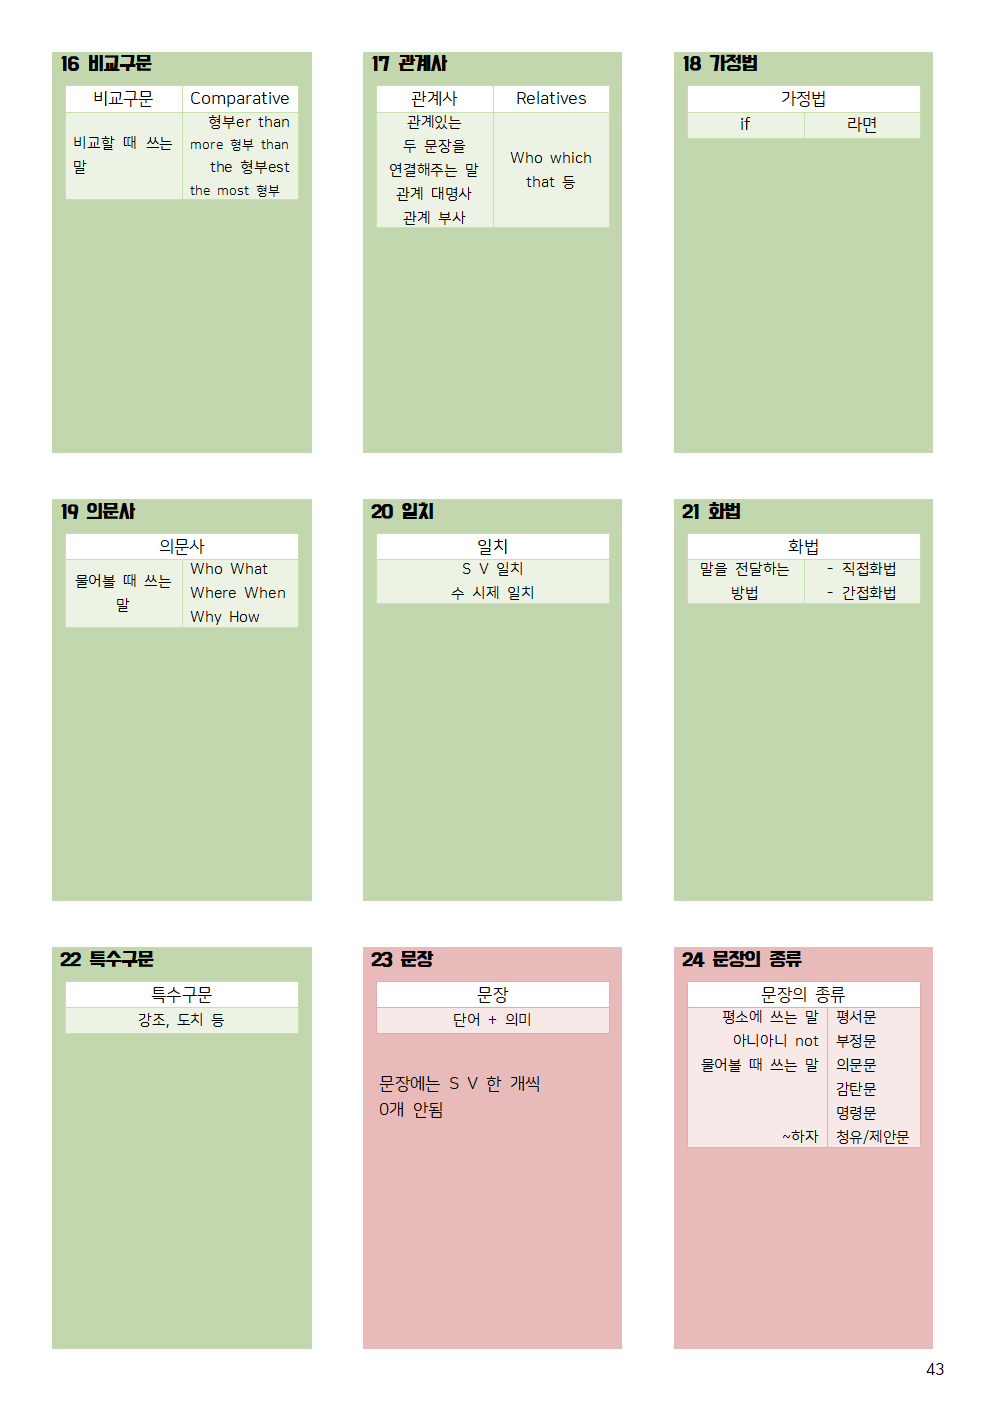 16 비교구문
비교구문 Comparative
비교할 때 쓰는
말
형부er than
more 형부 than
the 형부est
the most 형부
17 관계사
관계사 Relatives
관계있는
두 문장을
연결해주는 말
관계 대명사
관계 부사
Who which
that 등
18 가정법
가정법
if 라면
19 의문사
의문사
물어볼 때 쓰는
말
Who What
Where When
Why How
20 일치
일치
S V 일치
수 시제 일치
21 화법
화법
말을 전달하는
방법
- 직접화법
- 간접화법
22 특수구문
특수구문
강조, 도치 등
23 문장
문장
단어 + 의미
문장에는 S V 한 개씩
0개 안됨
24 문장의 종류
문장의 종류
평소에 쓰는 말 평서문
아니아니 not 부정문
물어볼 때 쓰는 말 의문문
감탄문
명령문
~하자 청유/제안문
43